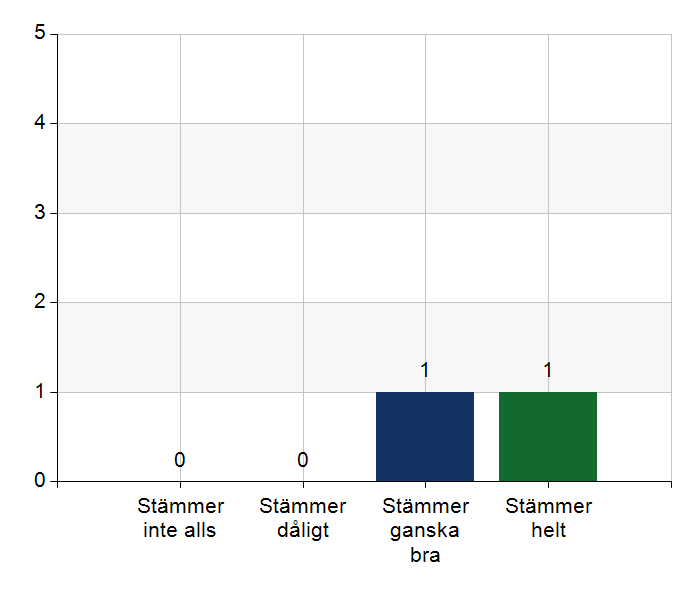 5
4
3
2
1
0
0
0
1
1
Stämmer
inte alls
Stämmer
dåligt
Stämmer
ganska
bra
Stämmer
helt